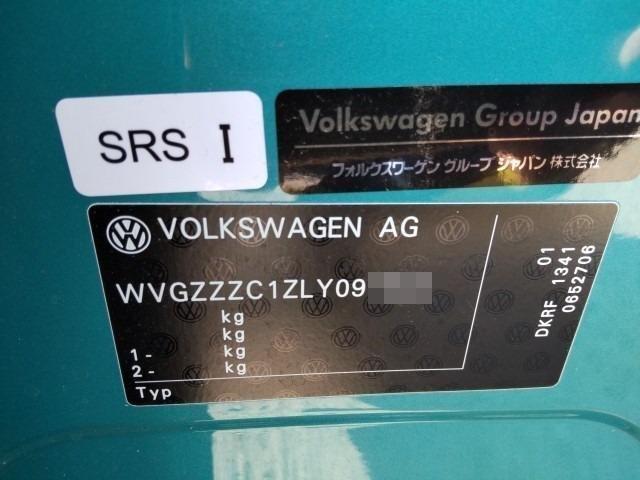 SRS I
Volkswagen Group Japan
フォルクスワーゲン グループ ジャパン 株式会社
VOLKSWAGEN AG
WVGZZZC1ZLY09
kg
kg
1- kg
2- kg
Typ
01
DKRF 1341
0652706